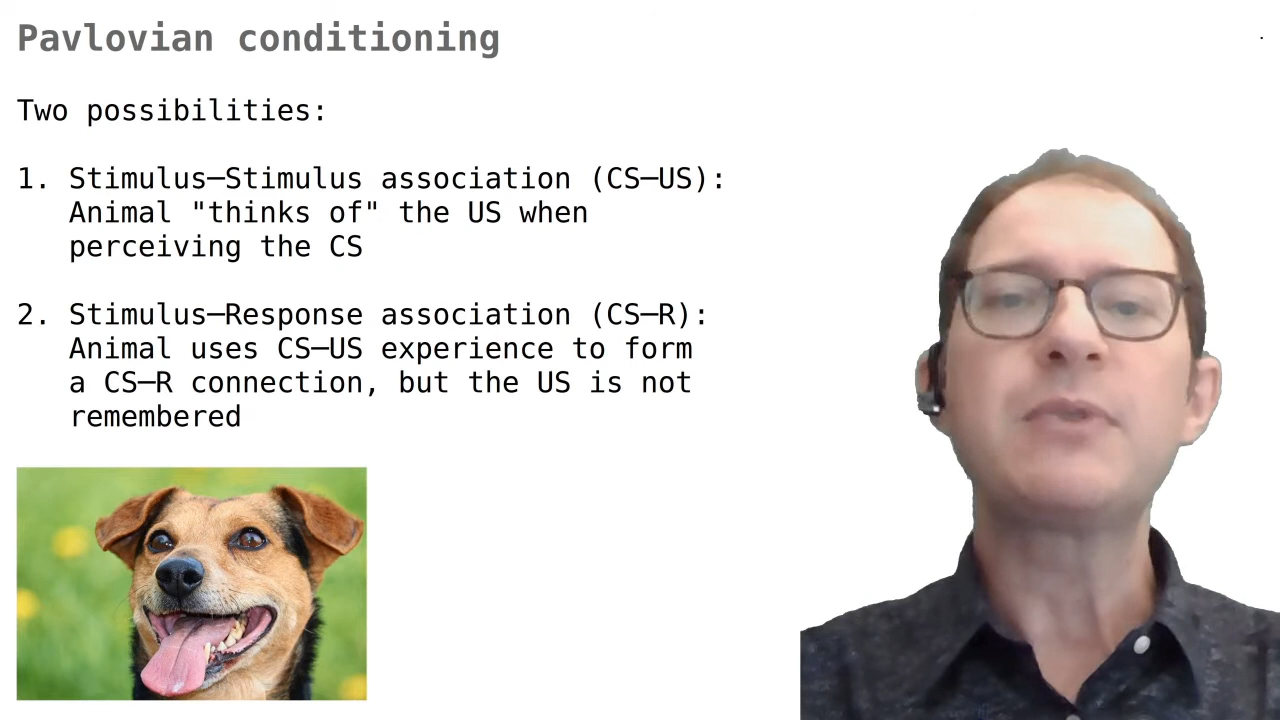 Pavlovian conditioning
Two possibilities:
1. Stimulus—Stimulus association (CS—US):
Animal "thinks of" the US when
perceiving the CS
2. Stimulus—Response association (CS—R):
Animal uses CS—US experience to form
a CS—R connection, but the US is not
remembered